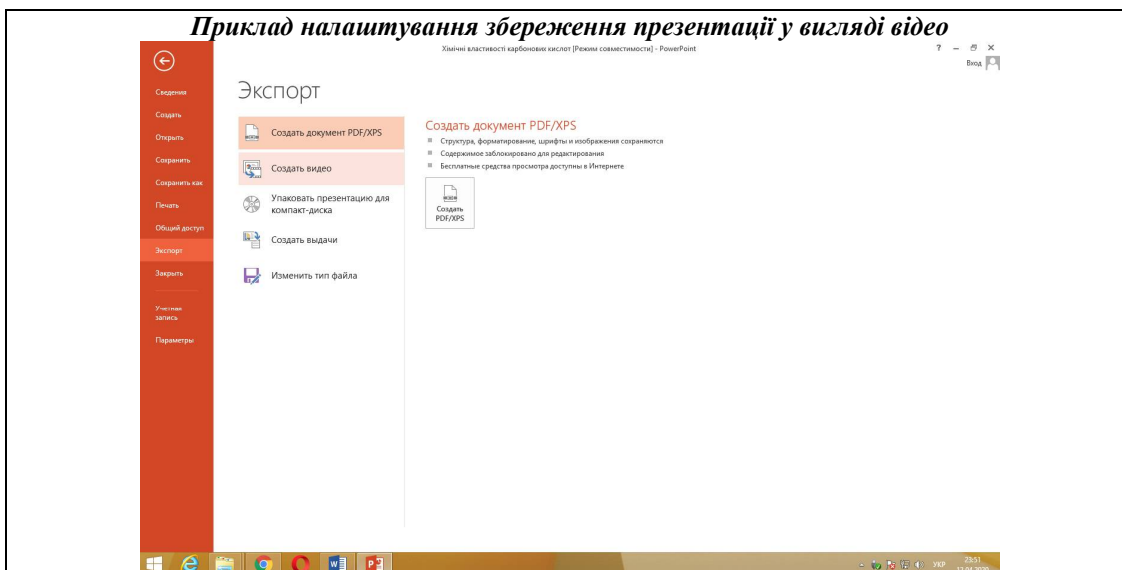 Приклад налаштування збереження презентації у вигляді відео
Хімічні властивості карбонових кислот [Режим совместимости] - PowerPoint
Вход
Сведения
Создать
Открыть
Сохранить
Сохранить как
Печать
Общий доступ
Экспорт
Закрыть
Учетная
запись
Параметры
Экспорт
Создать документ PDF/XPS
Создать видео
Упаковать презентацию для
компакт-диска
Создать выдачи
Изменить тип файла
Создать документ PDF/XPS
Структура, форматирование, шрифты и изображения сохраняются
Содержимое заблокировано для редактирования
Бесплатные средства просмотра доступны в Интернете
Создать
PDF/XPS
УКР
23:51
12.04.2020